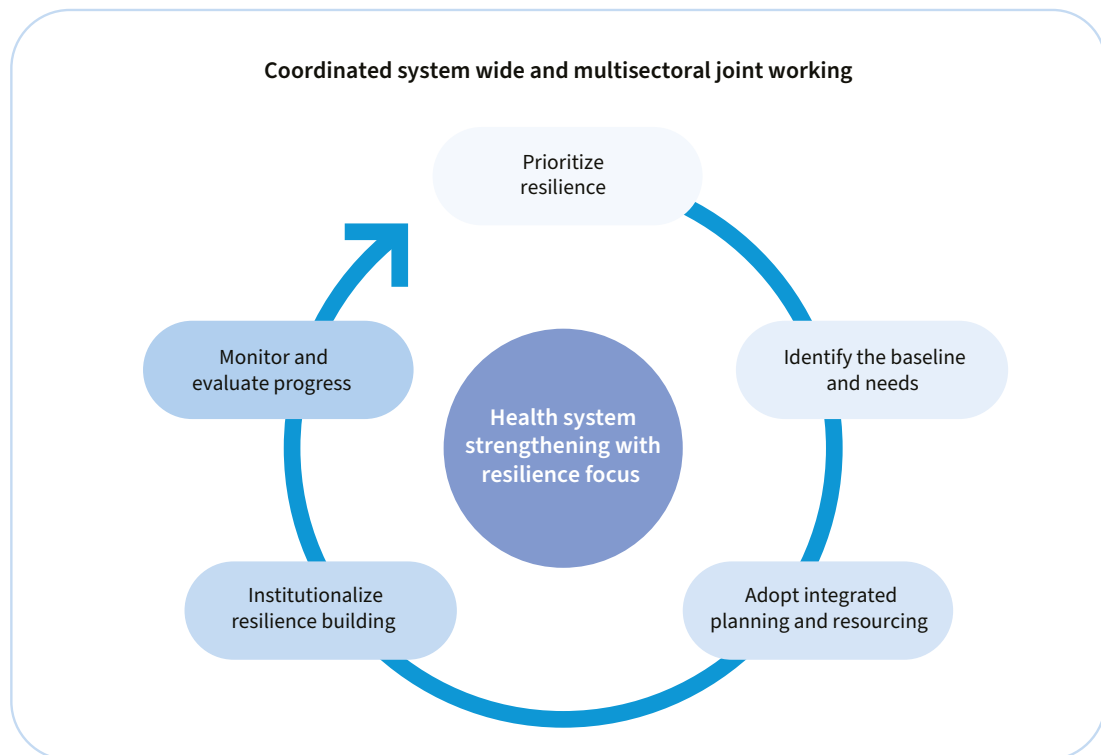 Coordinated system wide and multisectoral joint working
Prioritize
resilience
Identify the baseline
and needs
Adopt integrated
planning and resourcing
Institutionalize
resilience building
Monitor and
evaluate progress
Health system
strengthening with
resilience focus